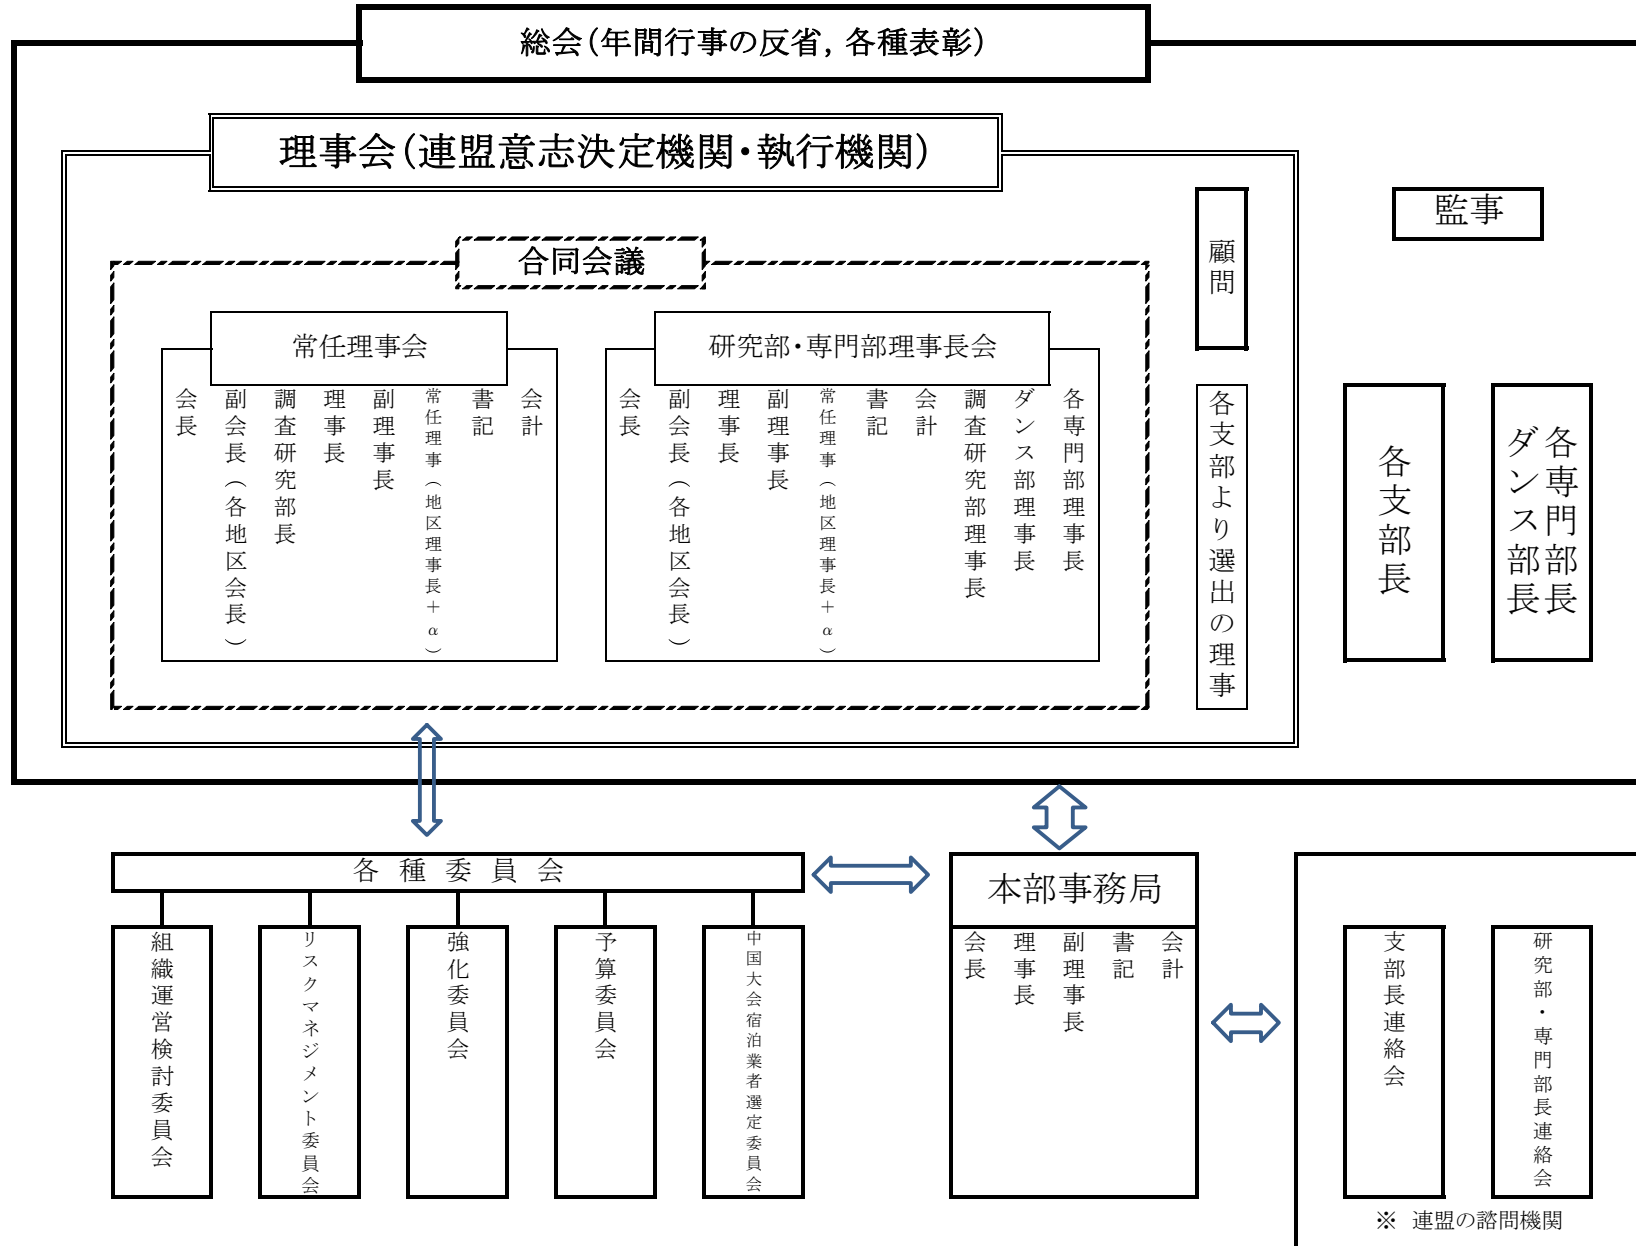 総会（年間行事の反省，各種表彰）
理事会（連盟意志決定機関・執行機関）
監事
顧問
合同会議
常任理事会
研究部・専門部理事長会
会長
副会長（各地区会長）
調査研究部長
理事長
副理事長
常任理事（地区理事長＋α）
書記
会計
会長
副会長（各地区会長）
理事長
副理事長
常任理事（地区理事長＋α）
書記
会計
調査研究部理事長
ダンス部理事長
各専門部理事長
各支部より選出の理事
各支部長
各専門部長
ダンス部長
各種委員会
本部事務局
組織運営検討委員会
リスクマネジメント委員会
強化委員会
予算委員会
中国大会宿泊業者選定委員会
会長
理事長
副理事長
書記
会計
支部長連絡会
研究部・専門部長連絡会
※ 連盟の諮問機関